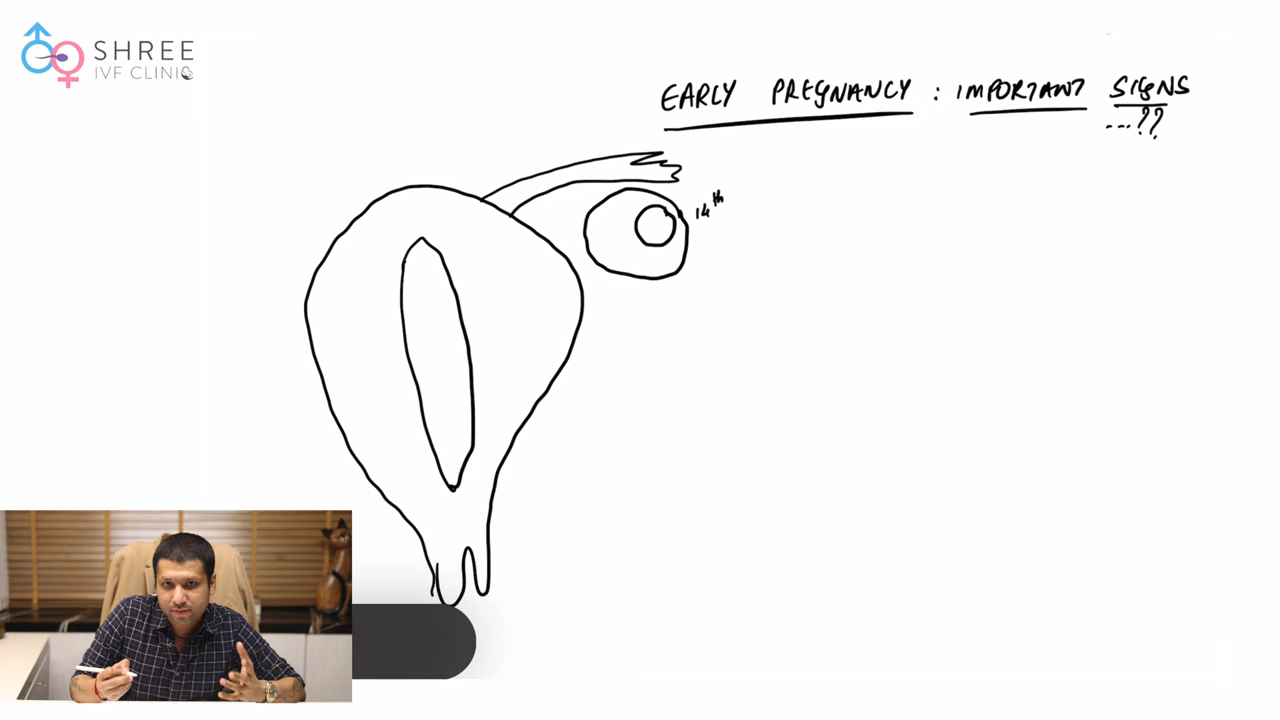 SHREE
IVF CLINIC
EARLY PREGNANCY : IMPORTANT SIGNS
...??
14th